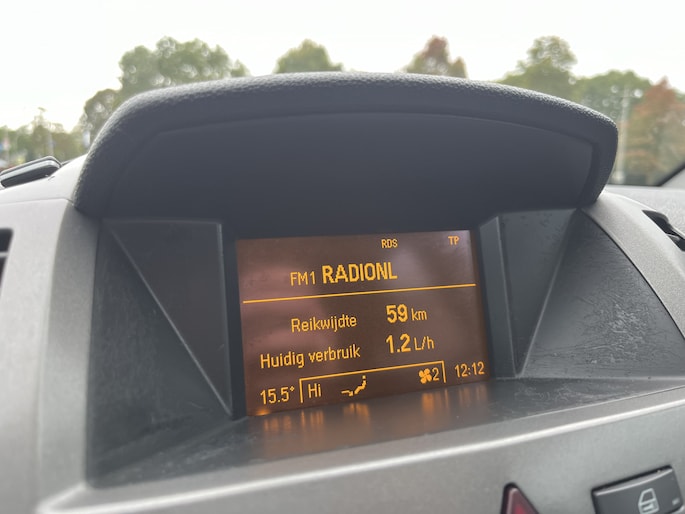 RDS TP
FM1 RADIONL
Reikwijdte 59 km
Huidig verbruik 1.2 L/h
15.5° Hi 2 12:12